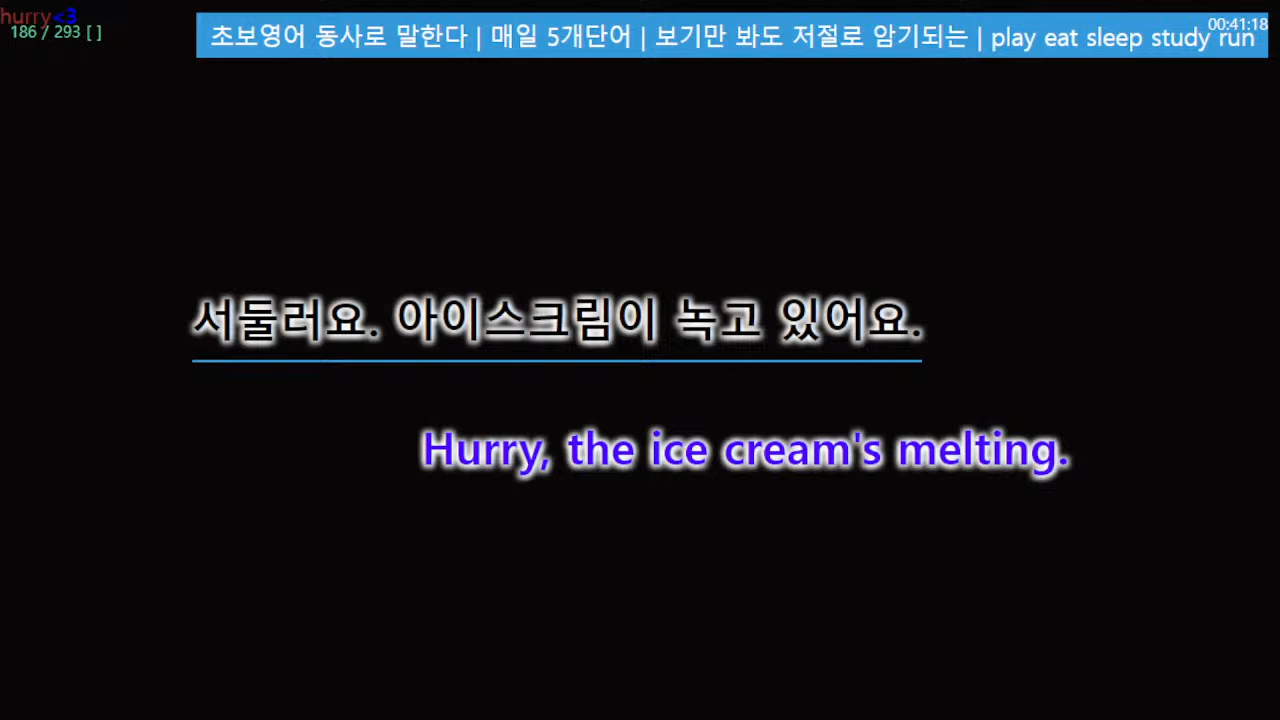 hurry<3
186 / 293 [ ]
초보영어 동사로 말한다 | 매일 5개단어 | 보기만 봐도 저절로 암기되는 | play eat sleep study run
00:41:18
서둘러요. 아이스크림이 녹고 있어요.
Hurry, the ice cream's melting.